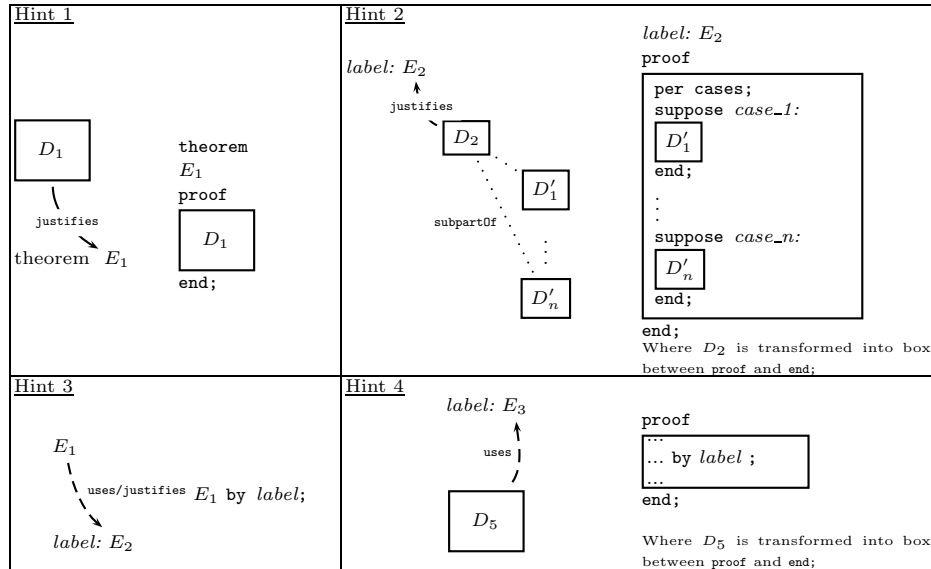 Hint 1
D₁
justifies
theorem E₁
theorem
E₁
proof
D₁
end;
Hint 2
label: E₂
justifies
D₂
D′₁
subpartOf
D′ₙ
label: E₂
proof
per cases;
suppose case_1:
D′₁
end;
suppose case_n:
D′ₙ
end;
end;
Where D₂ is transformed into box
between proof and end;
Hint 3
E₁
uses/justifies
label: E₂
E₁ by label;
Hint 4
label: E₃
uses
D₅
proof
...
... by label ;
...
end;
Where D₅ is transformed into box
between proof and end;